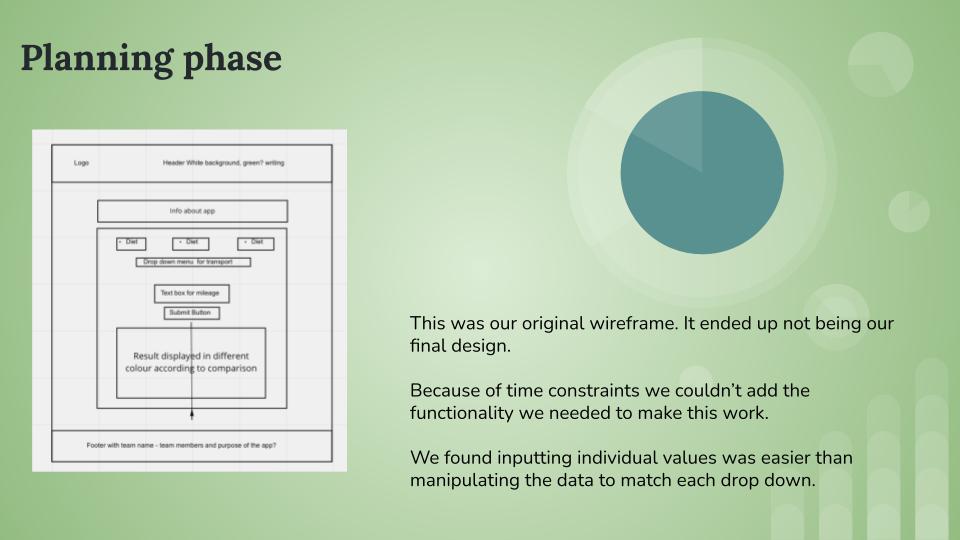 Planning phase
Logo
Header White background, green? writing
Info about app
• Diet
• Diet
• Diet
Drop down menu for transport
Text box for mileage
Submit Button
Result displayed in different
colour according to comparison
Footer with team name - team members and purpose of the app?
This was our original wireframe. It ended up not being our
final design.
Because of time constraints we couldn’t add the
functionality we needed to make this work.
We found inputting individual values was easier than
manipulating the data to match each drop down.